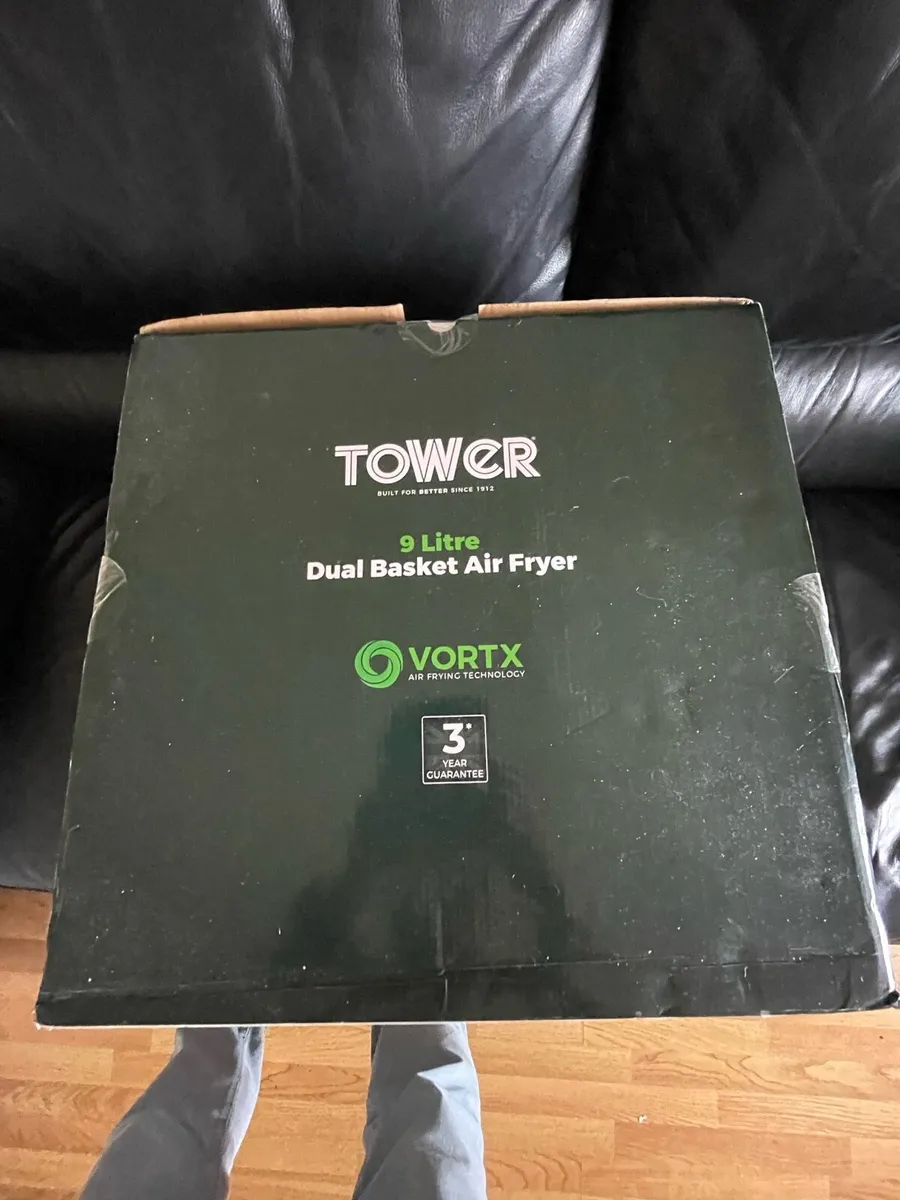 TOWER
BUILT FOR BETTER SINCE 1912
9 Litre
Dual Basket Air Fryer
VORTX
AIR FRYING TECHNOLOGY
3*
YEAR
GUARANTEE